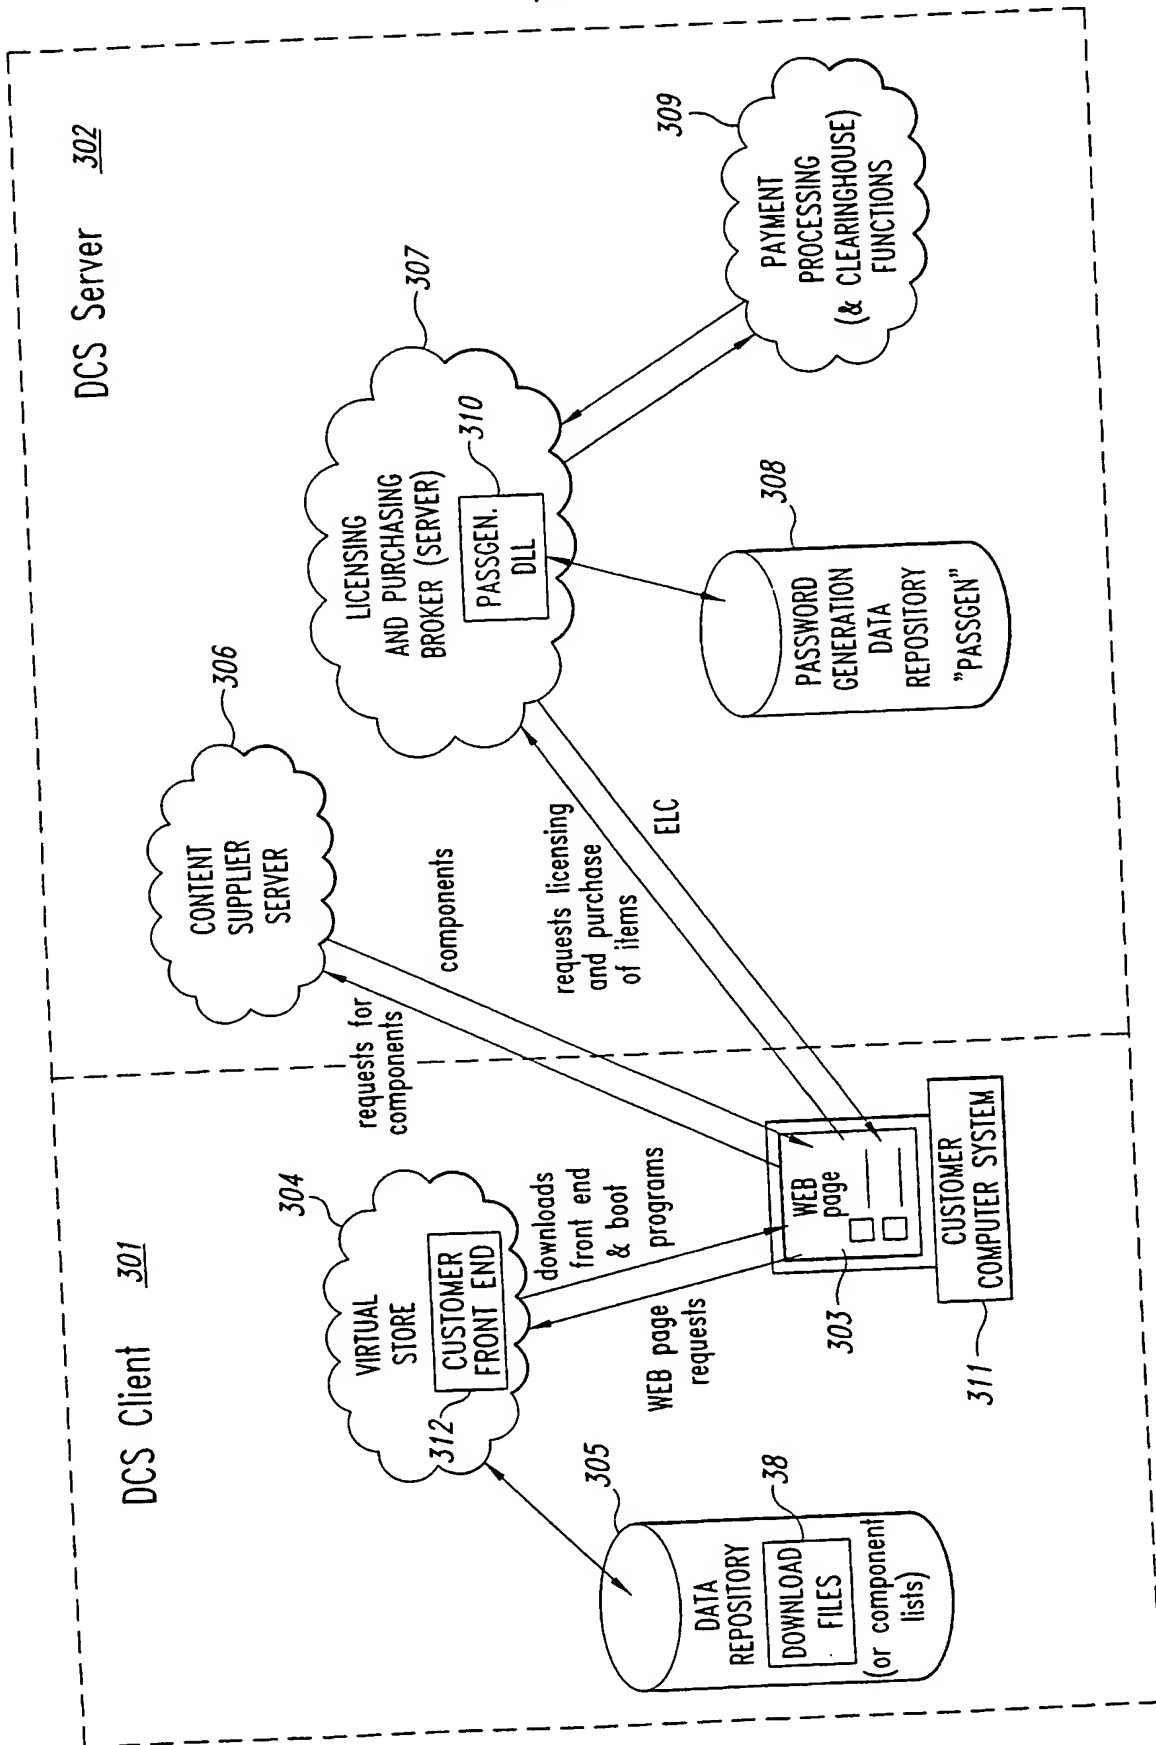 DCS Client 301
DCS Server 302
304
VIRTUAL
STORE
CUSTOMER
FRONT END
312
305
DATA
REPOSITORY
38
DOWNLOAD
FILES
(or component
lists)
WEB page
requests
downloads
front end
& boot
programs
303
WEB
page
CUSTOMER
COMPUTER SYSTEM
311
requests for
components
components
306
CONTENT
SUPPLIER
SERVER
requests licensing
and purchase
of items
ELC
307
LICENSING
AND PURCHASING
BROKER (SERVER)
310
PASSGEN.
DLL
308
PASSWORD
GENERATION
DATA
REPOSITORY
"PASSGEN"
309
PAYMENT
PROCESSING
(& CLEARINGHOUSE)
FUNCTIONS